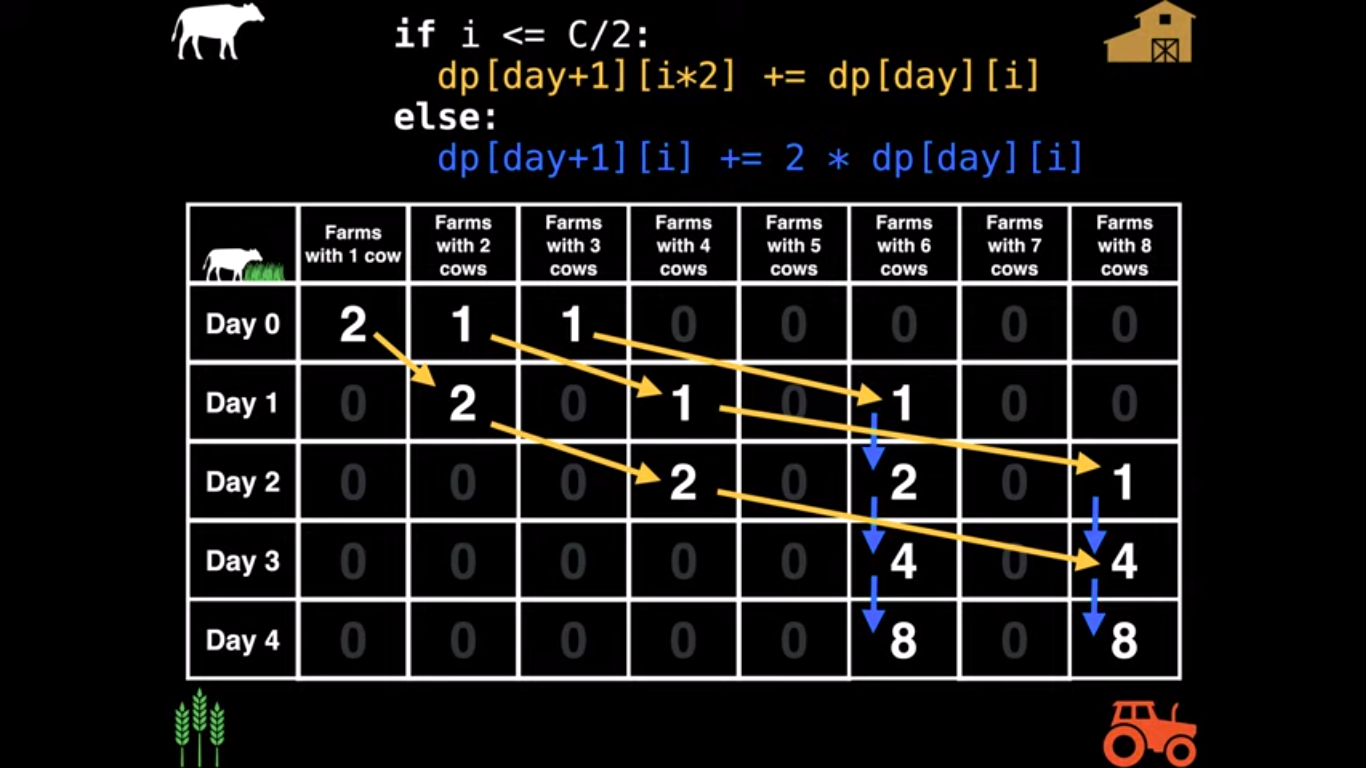 if i <= C/2:
dp[day+1][i*2] += dp[day][i]
else:
dp[day+1][i] += 2 * dp[day][i]
Farms with 1 cow Farms with 2 cows Farms with 3 cows Farms with 4 cows Farms with 5 cows Farms with 6 cows Farms with 7 cows Farms with 8 cows
Day 0 2 1 1 0 0 0 0 0
Day 1 0 2 0 1 0 1 0 0
Day 2 0 0 0 2 0 2 0 1
Day 3 0 0 0 0 0 4 0 4
Day 4 0 0 0 0 0 8 0 8